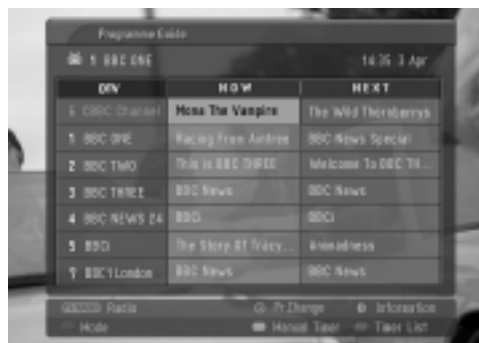 Programme Guide
1 BBC ONE 14:35 3 Apr
DTV NOW NEXT
6 CBBC Channel Mona The Vampire The Wild Thornberrys
1 BBC ONE Racing From Aintree BBC News Special
2 BBC TWO This is BBC THREE Welcome To BBC TH...
3 BBC THREE BBC News BBC News
4 BBC NEWS 24 BBCi BBCi
5 BBCi The Story Of Tracy... Animadness
7 BBC1London BBC News BBC News
Radio Pr.Change Information
Mode Manual Timer Timer List